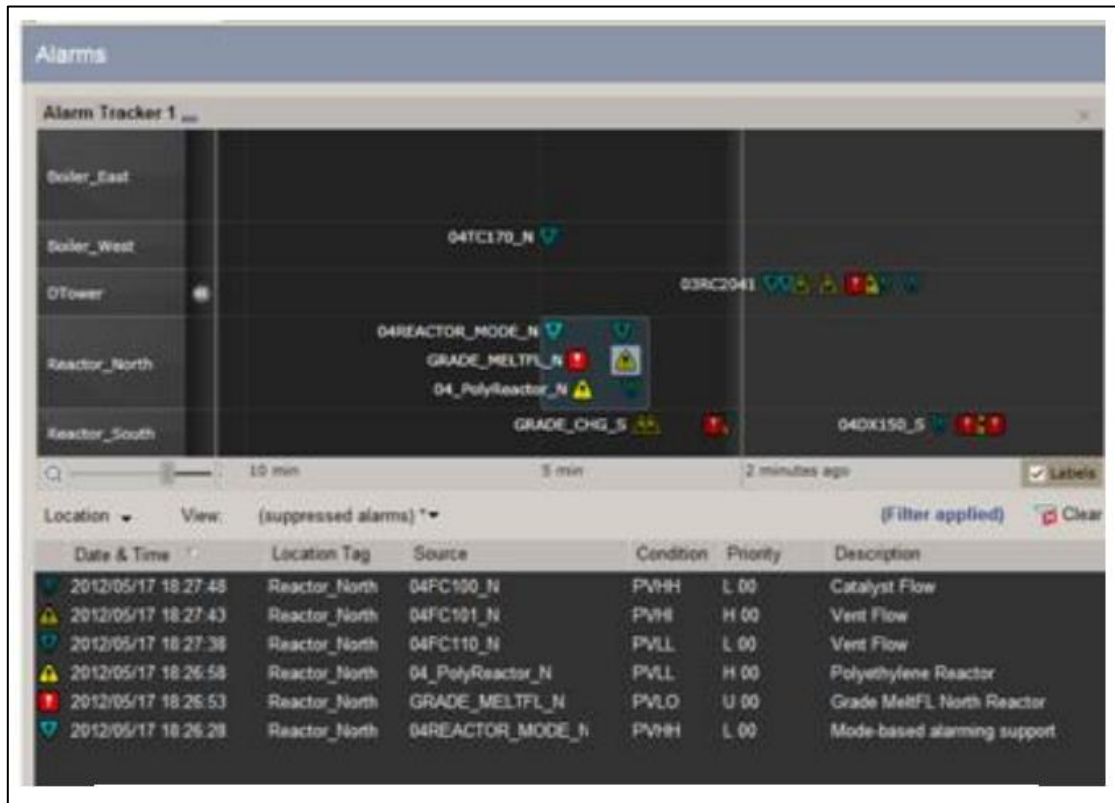 Alarms
Alarm Tracker 1
Boiler_East
Boiler_West
04TC170_N
DTower
03RC2041
Reactor_North
04REACTOR_MODE_N
GRADE_MELTFL_N
04_PolyReactor_N
Reactor_South
GRADE_CHG_S
04DX150_S
10 min 5 min 2 minutes ago Labels
Location View: (suppressed alarms) * (Filter applied) Clear
Date & Time Location Tag Source Condition Priority Description
2012/05/17 18:27:48 Reactor_North 04FC100_N PVHH L 00 Catalyst Flow
2012/05/17 18:27:43 Reactor_North 04FC101_N PVHI H 00 Vent Flow
2012/05/17 18:27:38 Reactor_North 04FC110_N PVLL L 00 Vent Flow
2012/05/17 18:26:58 Reactor_North 04_PolyReactor_N PVLL H 00 Polyethylene Reactor
2012/05/17 18:26:53 Reactor_North GRADE_MELTFL_N PVLO U 00 Grade MeltFL North Reactor
2012/05/17 18:26:28 Reactor_North 04REACTOR_MODE_N PVHH L 00 Mode-based alarming support